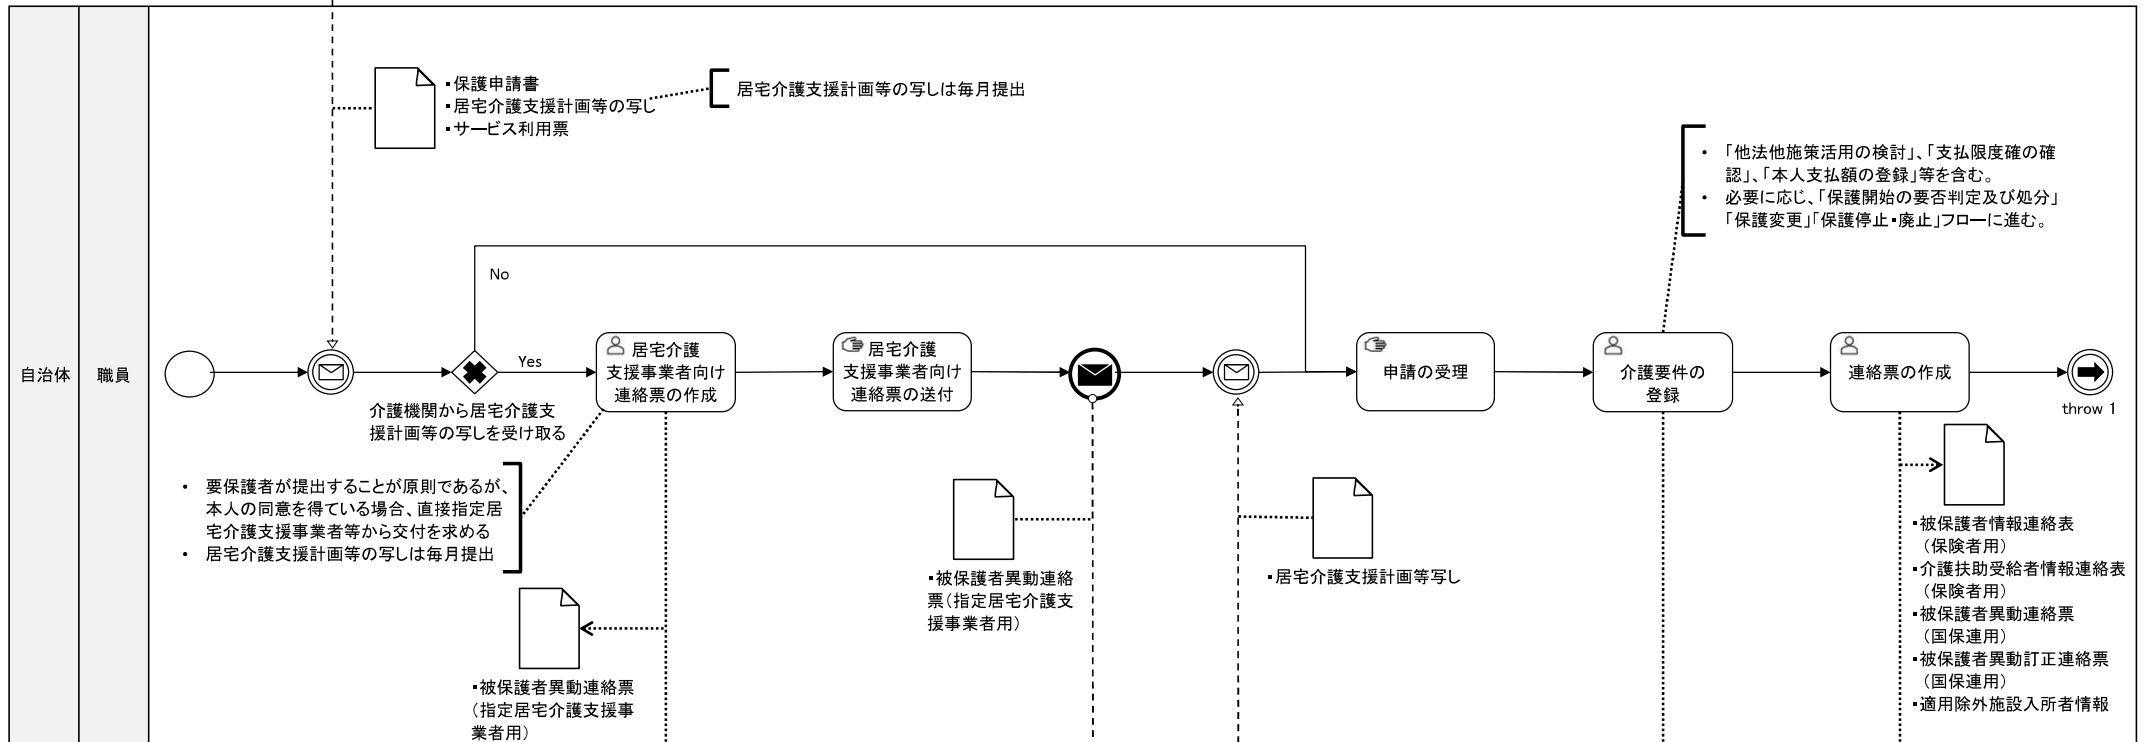 自治体
職員
▪保護申請書
▪居宅介護支援計画等の写し
▪サービス利用票
居宅介護支援計画等の写しは毎月提出
• 「他法他施策活用の検討」、「支払限度確の確
認」、「本人支払額の登録」等を含む。
• 必要に応じ、「保護開始の要否判定及び処分」
「保護変更」「保護停止・廃止」フローに進む。
No
Yes
介護機関から居宅介護支
援計画等の写しを受け取る
居宅介護
支援事業者向け
連絡票の作成
居宅介護
支援事業者向け
連絡票の送付
申請の受理
介護要件の
登録
連絡票の作成
throw 1
• 要保護者が提出することが原則であるが、
本人の同意を得ている場合、直接指定居
宅介護支援事業者等から交付を求める
• 居宅介護支援計画等の写しは毎月提出
▪被保護者異動連絡票
（指定居宅介護支援事
業者用）
▪被保護者異動連絡
票（指定居宅介護支
援事業者用）
▪居宅介護支援計画等写し
▪被保護者情報連絡表
（保険者用）
▪介護扶助受給者情報連絡表
（保険者用）
▪被保護者異動連絡票
（国保連用）
▪被保護者異動訂正連絡票
（国保連用）
▪適用除外施設入所者情報